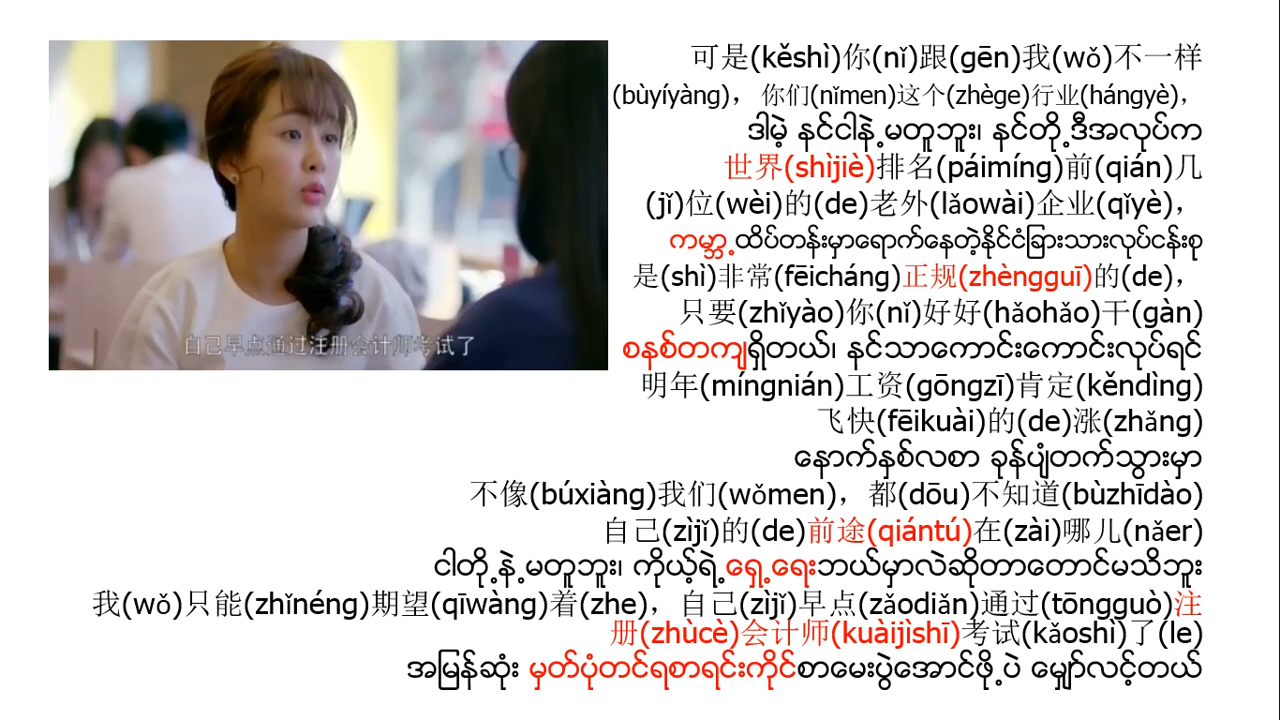 自己早点通过注册会计师考试了
可是(kěshì)你(nǐ)跟(gēn)我(wǒ)不一样
(bùyíyàng)，你们(nǐmen)这个(zhège)行业(hángyè)，
ဒါမဲ့ နင်ငါနဲ့မတူဘူး၊ နင်တို့ဒီအလုပ်က
世界(shìjiè)排名(páimíng)前(qián)几
(jǐ)位(wèi)的(de)老外(lǎowài)企业(qǐyè)，
ကမ္ဘာ့ထိပ်တန်းမှာရောက်နေတဲ့နိုင်ငံခြားသားလုပ်ငန်းစု
是(shì)非常(fēicháng)正规(zhèngguī)的(de)，
只要(zhǐyào)你(nǐ)好好(hǎohǎo)干(gàn)
စနစ်တကျရှိတယ်၊ နင်သာကောင်းကောင်းလုပ်ရင်
明年(míngnián)工资(gōngzī)肯定(kěndìng)
飞快(fēikuài)的(de)涨(zhǎng)
နောက်နှစ်လစာ ခုန်ပျံတက်သွားမှာ
不像(búxiàng)我们(wǒmen)，都(dōu)不知道(bùzhīdào)
自己(zìjǐ)的(de)前途(qiántú)在(zài)哪儿(nǎer)
ငါတို့နဲ့မတူဘူး၊ ကိုယ့်ရဲ့ရှေ့ရေးဘယ်မှာလဲဆိုတာတောင်မသိဘူး
我(wǒ)只能(zhǐnéng)期望(qīwàng)着(zhe)，自己(zìjǐ)早点(zǎodiǎn)通过(tōngguò)注
册(zhùcè)会计师(kuàijìshī)考试(kǎoshì)了(le)
အမြန်ဆုံး မှတ်ပုံတင်ရစာရင်းကိုင်စာမေးပွဲအောင်ဖို့ပဲ မျှော်လင့်တယ်